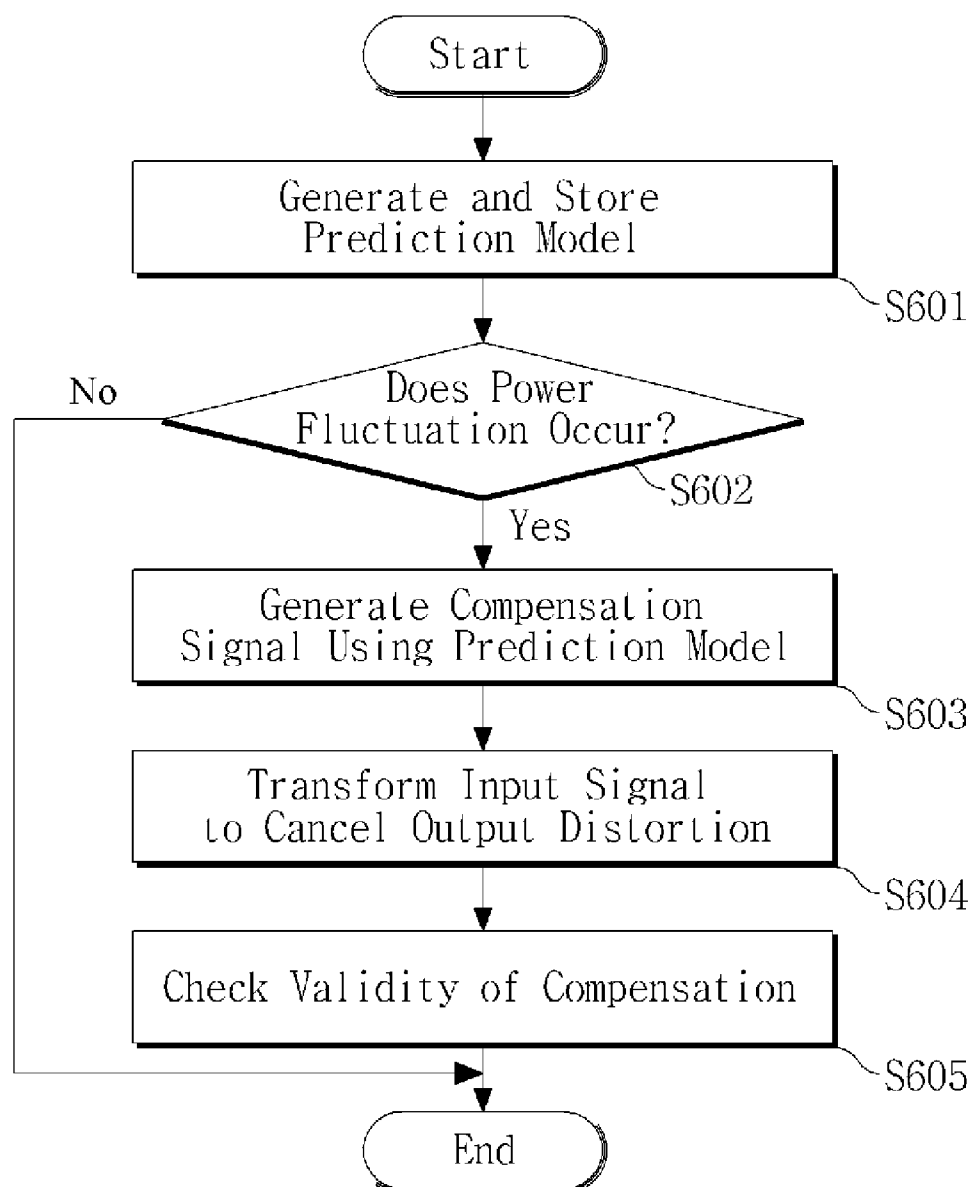 Start
Generate and Store
Prediction Model
S601
No
Does Power
Fluctuation Occur?
S602
Yes
Generate Compensation
Signal Using Prediction Model
S603
Transform Input Signal
to Cancel Output Distortion
S604
Check Validity of Compensation
S605
End